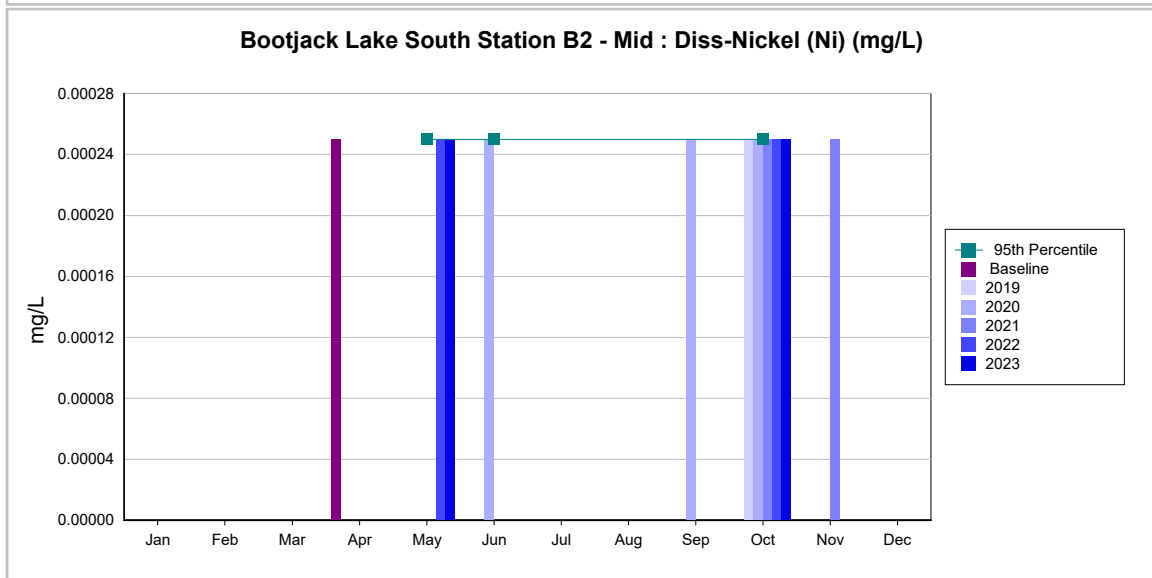 Bootjack Lake South Station B2 - Mid : Diss-Nickel (Ni) (mg/L)
0.00028
0.00024
0.00020
0.00016
0.00012
0.00008
0.00004
0.00000
mg/L
Jan Feb Mar Apr May Jun Jul Aug Sep Oct Nov Dec
95th Percentile
Baseline
2019
2020
2021
2022
2023